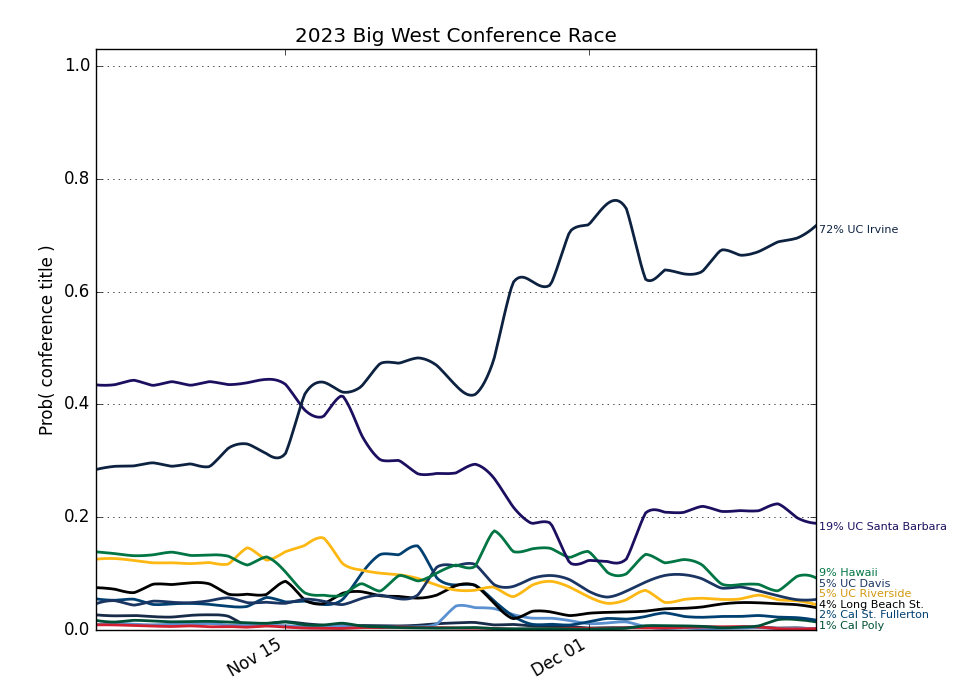 2023 Big West Conference Race
Prob( conference title )
1.0
0.8
0.6
0.4
0.2
0.0
Nov 15
Dec 01
72% UC Irvine
19% UC Santa Barbara
9% Hawaii
5% UC Davis
5% UC Riverside
4% Long Beach St.
2% Cal St. Fullerton
1% Cal Poly